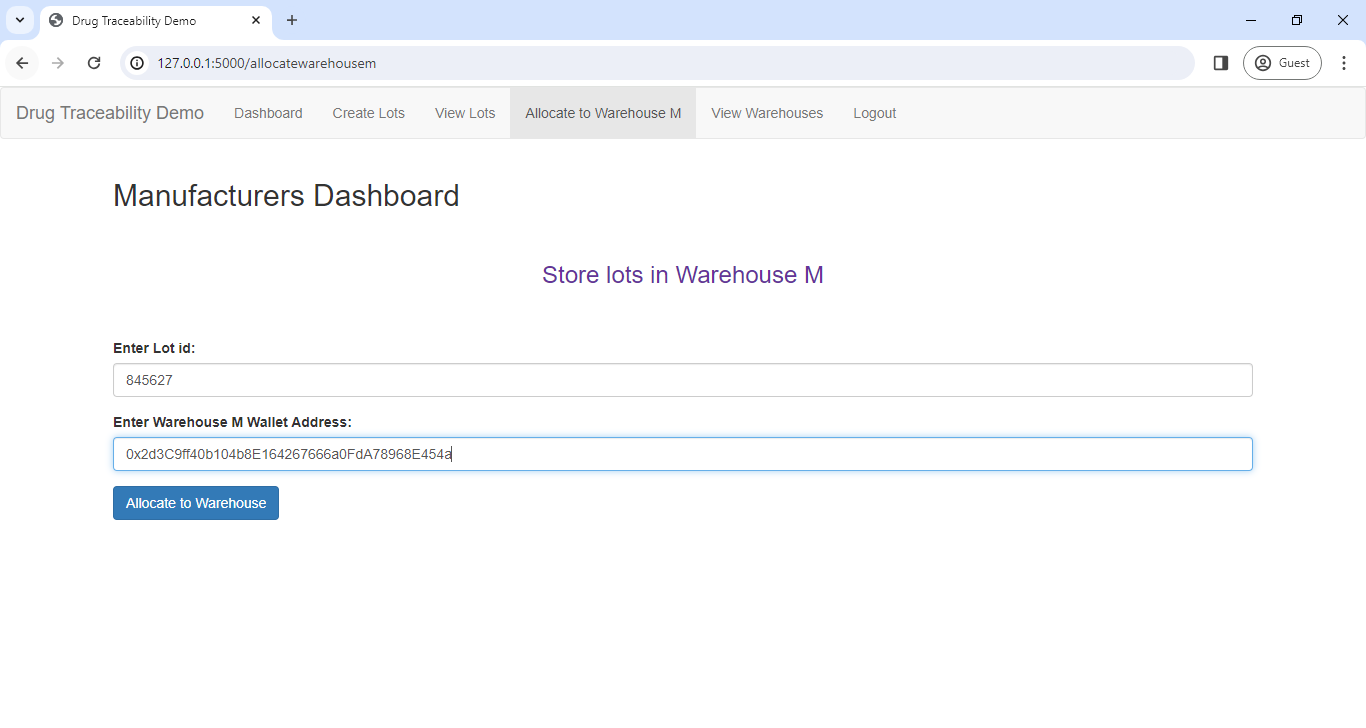 Drug Traceability Demo
127.0.0.1:5000/allocatewarehousem
Guest
Drug Traceability Demo Dashboard Create Lots View Lots Allocate to Warehouse M View Warehouses Logout
Manufacturers Dashboard
Store lots in Warehouse M
Enter Lot id:
845627
Enter Warehouse M Wallet Address:
0x2d3C9ff40b104b8E164267666a0FdA78968E454a
Allocate to Warehouse